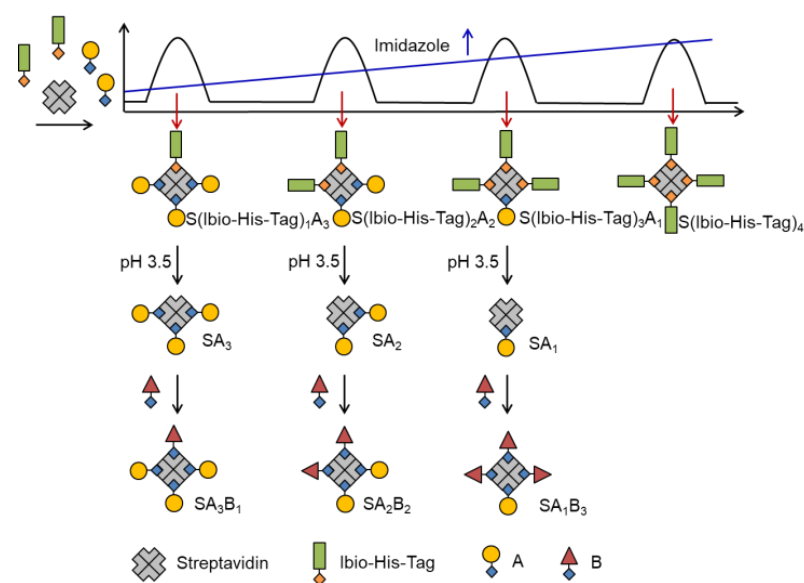 Imidazole
S(Ibio-His-Tag)₁A₃
S(Ibio-His-Tag)₂A₂
S(Ibio-His-Tag)₃A₁
S(Ibio-His-Tag)₄
pH 3.5
pH 3.5
pH 3.5
SA₃
SA₂
SA₁
SA₃B₁
SA₂B₂
SA₁B₃
Streptavidin
Ibio-His-Tag
A
B